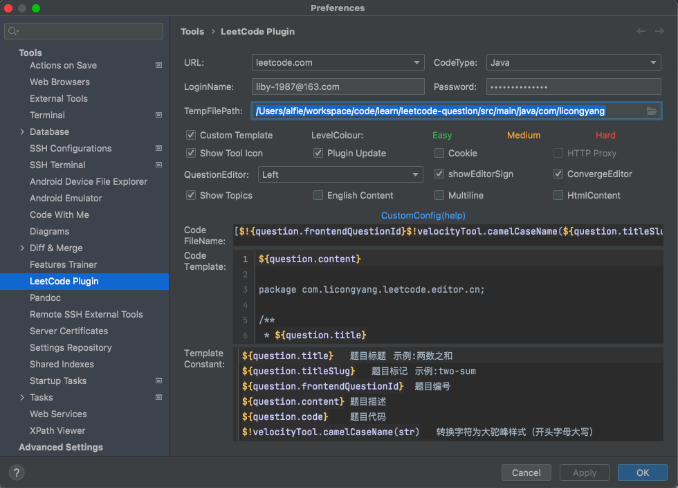 Preferences
Tools
Actions on Save
Web Browsers
External Tools
Terminal
Database
SSH Configurations
SSH Terminal
Android Device File Explorer
Android Emulator
Code With Me
Diagrams
Diff & Merge
Features Trainer
LeetCode Plugin
Pandoc
Remote SSH External Tools
Server Certificates
Settings Repository
Shared Indexes
Startup Tasks
Tasks
Web Services
XPath Viewer
Advanced Settings
Tools › LeetCode Plugin
URL: leetcode.com CodeType: Java
LoginName: liby-1987@163.com Password: ••••••••••••••
TempFilePath: /Users/alfie/workspace/code/learn/leetcode-question/src/main/java/com/licongyang
Custom Template LevelColour: Easy Medium Hard
Show Tool Icon Plugin Update Cookie HTTP Proxy
QuestionEditor: Left showEditorSign ConvergeEditor
Show Topics English Content Multiline HtmlContent
CustomConfig(help)
Code FileName: [$!{question.frontendQuestionId}$!velocityTool.camelCaseName(${question.titleSlu
Code Template:
1 ${question.content}
2
3 package com.licongyang.leetcode.editor.cn;
4
5 /**
6 * ${question.title}
Template Constant:
${question.title} 题目标题 示例:两数之和
${question.titleSlug} 题目标记 示例:two-sum
${question.frontendQuestionId} 题目编号
${question.content} 题目描述
${question.code} 题目代码
$!velocityTool.camelCaseName(str) 转换字符为大驼峰样式（开头字母大写）
? Cancel Apply OK